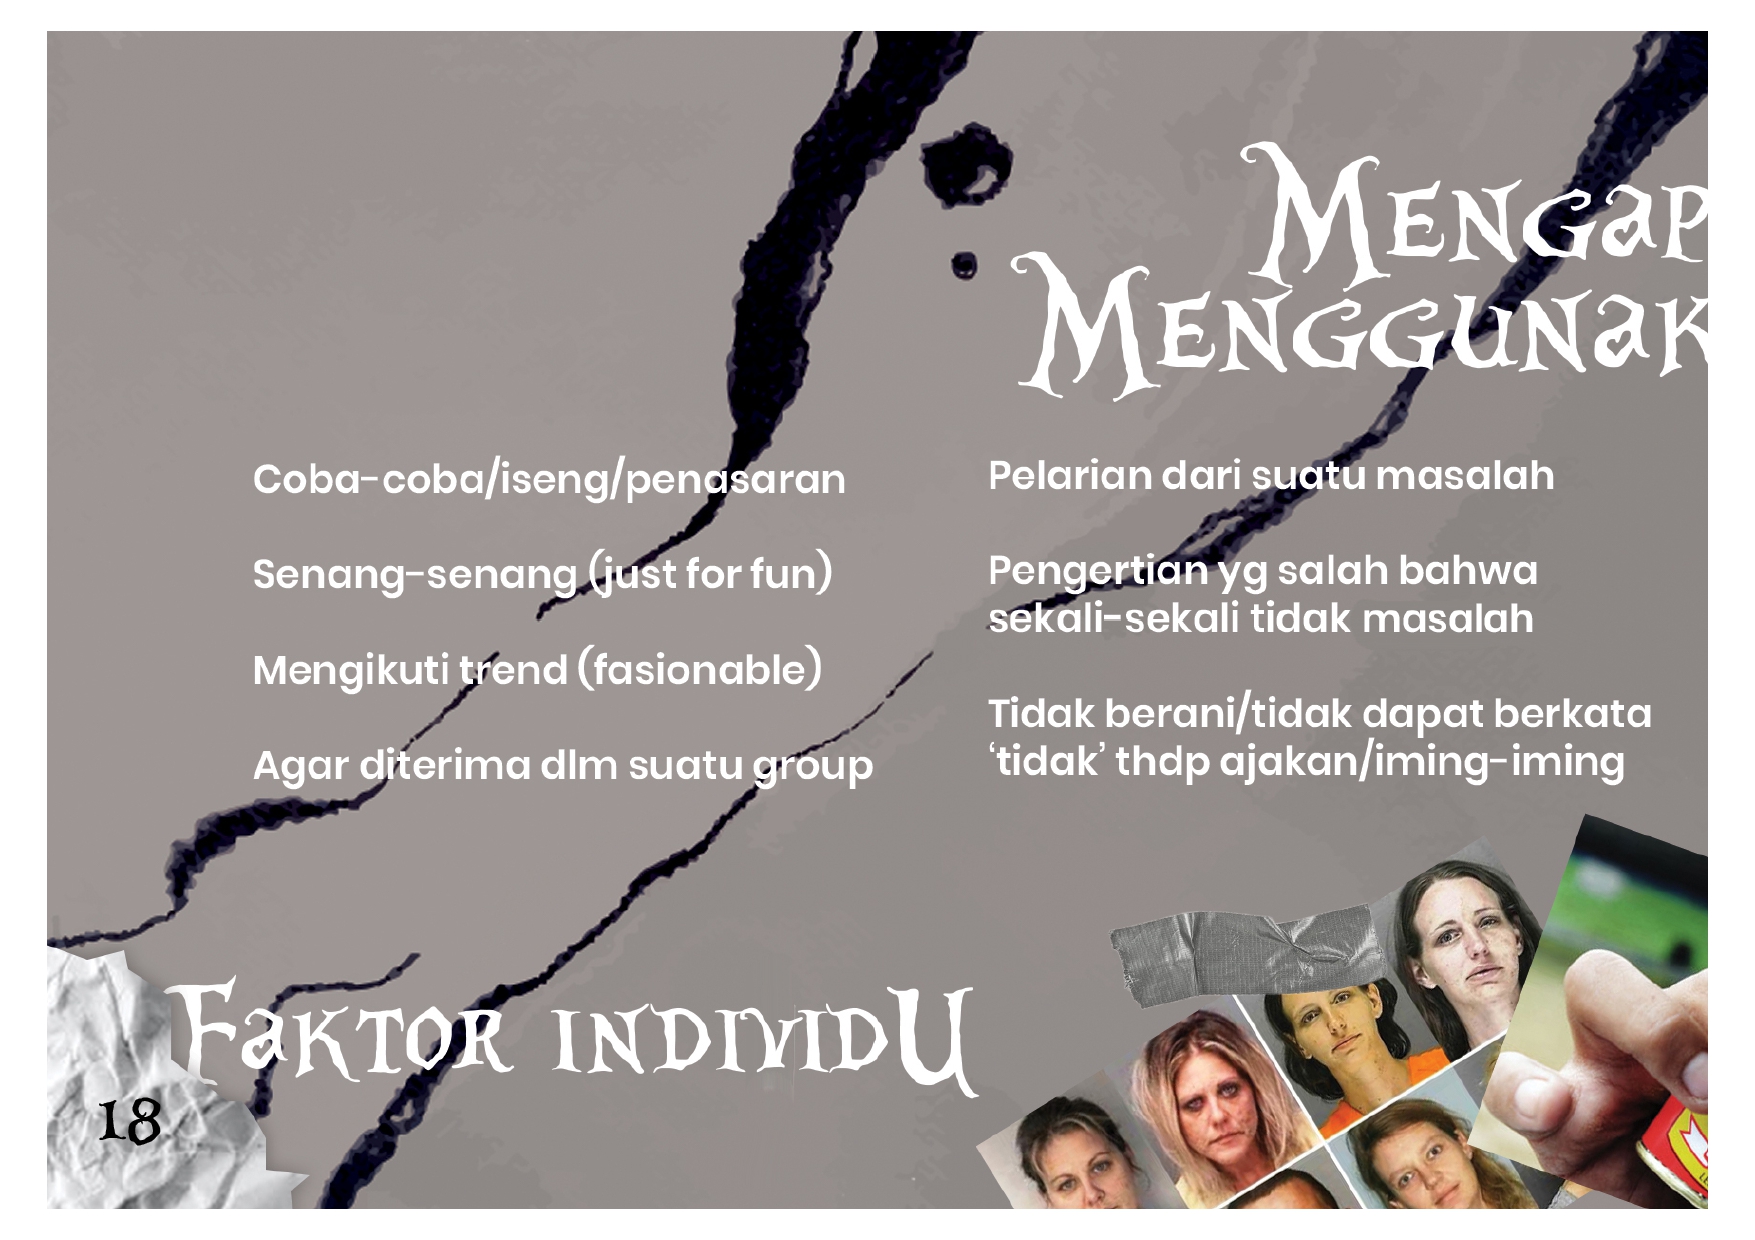 Mengap
Menggunak
Coba-coba/iseng/penasaran
Senang-senang (just for fun)
Mengikuti trend (fasionable)
Agar diterima dlm suatu group
Pelarian dari suatu masalah
Pengertian yg salah bahwa
sekali-sekali tidak masalah
Tidak berani/tidak dapat berkata
‘tidak’ thdp ajakan/iming-iming
Faktor individu
18